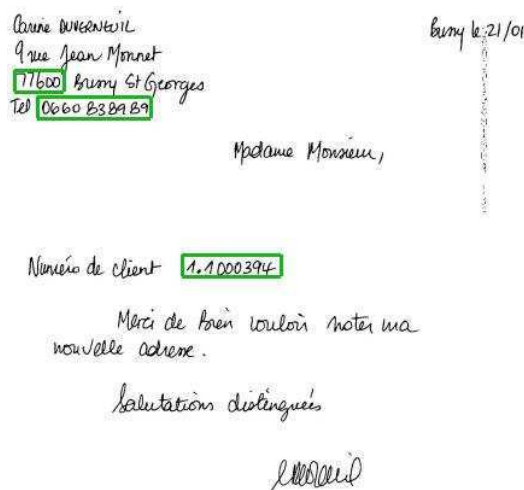 Carine DUVERNEUIL
Bussy le 21/01
9 rue Jean Monnet
77600 Bussy St Georges
Tel 0660 838989
Madame Monsieur,
Numéro de client 1.1000394
Merci de bien vouloir noter ma
nouvelle adresse.
Salutations distinguées